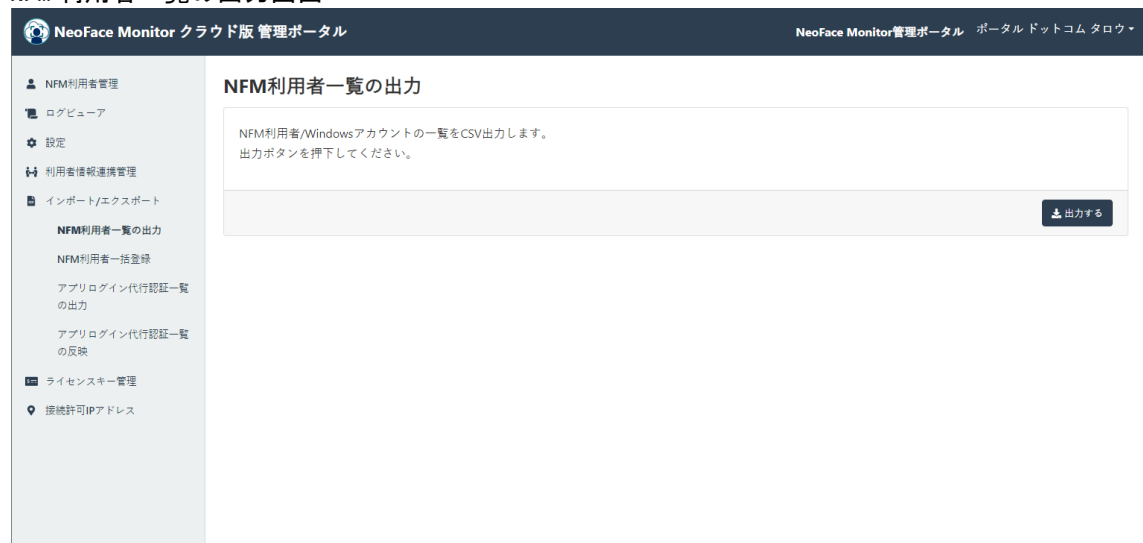 NeoFace Monitor クラウド版 管理ポータル
NeoFace Monitor管理ポータル
ポータル ドットコム タロウ
NFM利用者管理
ログビューア
設定
利用者情報連携管理
インポート/エクスポート
NFM利用者一覧の出力
NFM利用者一括登録
アプリログイン代行認証一覧
の出力
アプリログイン代行認証一覧
の反映
ライセンスキー管理
接続許可IPアドレス
NFM利用者一覧の出力
NFM利用者/Windowsアカウントの一覧をCSV出力します。
出力ボタンを押下してください。
出力する